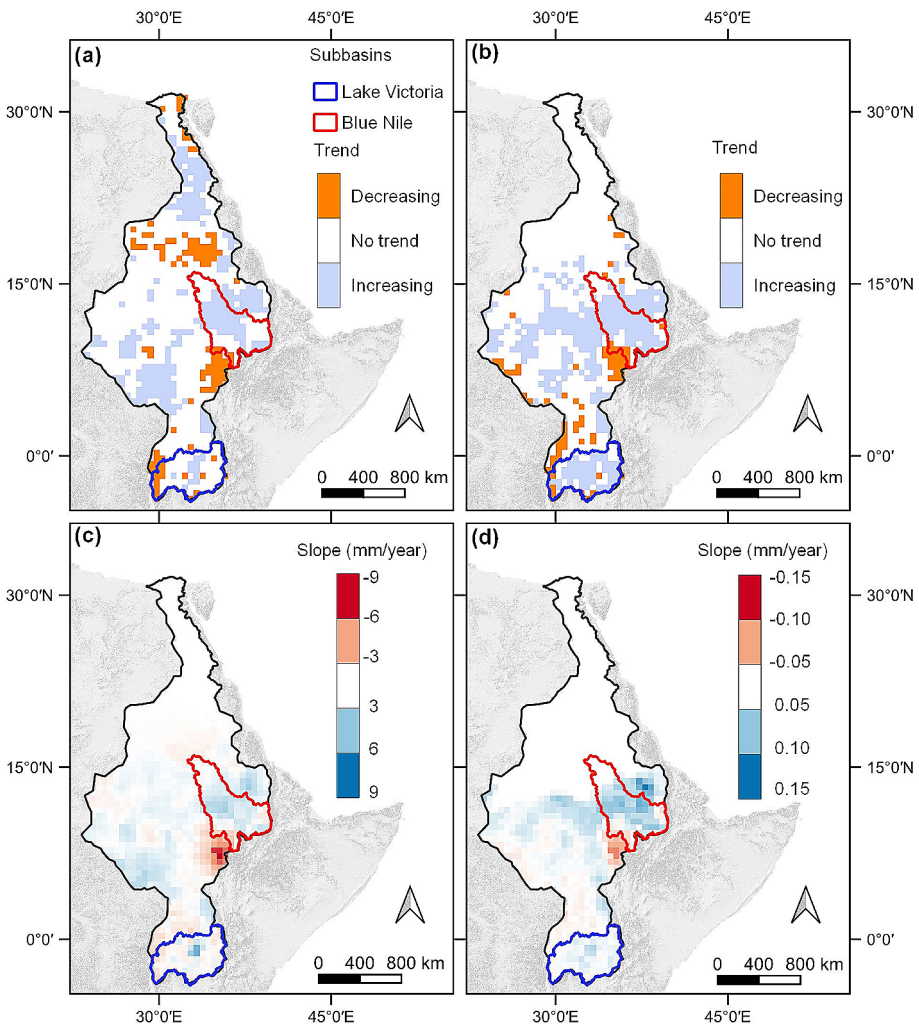 30°0'E
45°0'E
30°0'E
45°0'E
(a)
Subbasins
Lake Victoria
Blue Nile
Trend
Decreasing
No trend
Increasing
30°0'N
15°0'N
0°0'
0 400 800 km
(b)
Trend
Decreasing
No trend
Increasing
30°0'N
15°0'N
0°0'
0 400 800 km
(c)
Slope (mm/year)
-9
-6
-3
3
6
9
30°0'N
15°0'N
0°0'
0 400 800 km
(d)
Slope (mm/year)
-0.15
-0.10
-0.05
0.05
0.10
0.15
30°0'N
15°0'N
0°0'
0 400 800 km
30°0'E
45°0'E
30°0'E
45°0'E